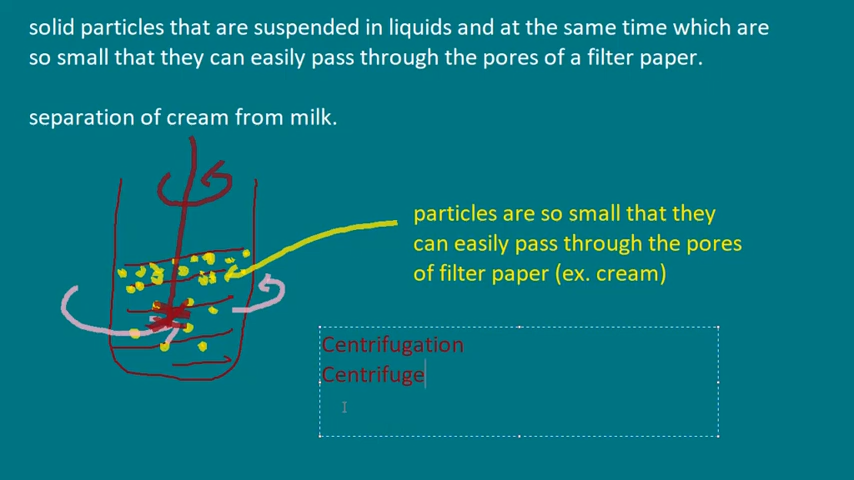 solid particles that are suspended in liquids and at the same time which are
so small that they can easily pass through the pores of a filter paper.
separation of cream from milk.
particles are so small that they
can easily pass through the pores
of filter paper (ex. cream)
Centrifugation
Centrifuge